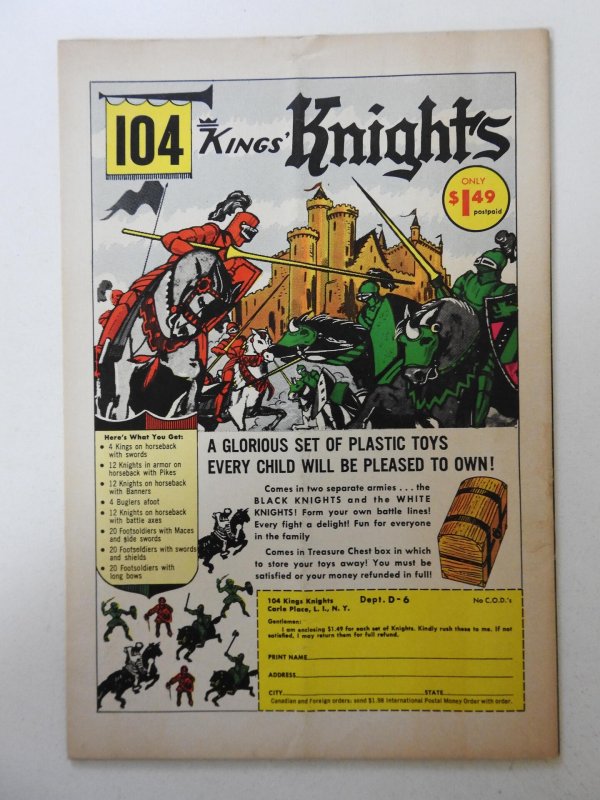 104
KINGS' Knights
ONLY
$1.49
postpaid
Here's What You Get:
• 4 Kings on horseback
with swords
• 12 Knights in armor on
horseback with Pikes
• 12 Knights on horseback
with Banners
• 4 Buglers afoot
• 12 Knights on horseback
with battle axes
• 20 Footsoldiers with Maces
and side swords
• 20 Footsoldiers with swords
and shields
• 20 Footsoldiers with
long bows
A GLORIOUS SET OF PLASTIC TOYS
EVERY CHILD WILL BE PLEASED TO OWN!
Comes in two separate armies . . . the
BLACK KNIGHTS and the WHITE
KNIGHTS! Form your own battle lines!
Every fight a delight! Fun for everyone
in the family
Comes in Treasure Chest box in which
to store your toys away! You must be
satisfied or your money refunded in full!
104 Kings Knights Dept. D-6 No C.O.D.'s
Carle Place, L. I., N. Y.
Gentlemen:
I am enclosing $1.49 for each set of Knights. Kindly rush these to me. If not
satisfied, I may return them for full refund.
PRINT NAME
ADDRESS
CITY STATE
Canadian and Foreign orders: send $1.98 International Postal Money Order with order.